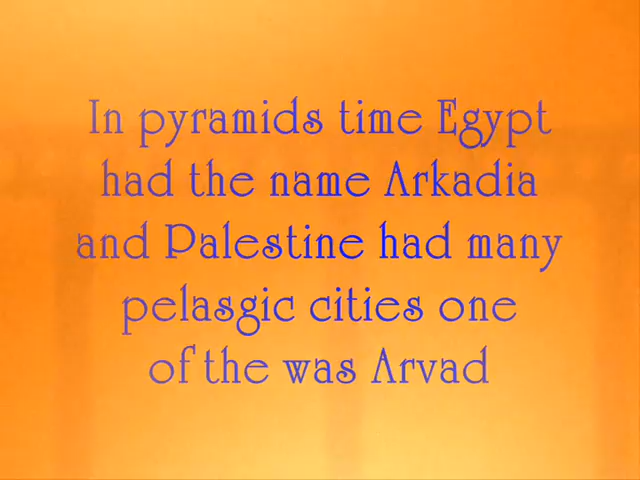 In pyramids time Egypt
had the name Arkadia
and Palestine had many
pelasgic cities one
of the was Arvad